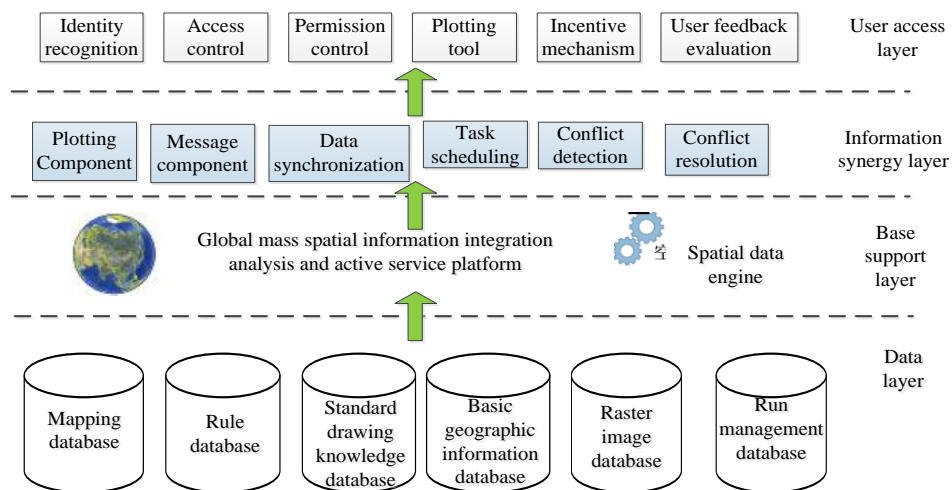 Identity
recognition
Access
control
Permission
control
Plotting
tool
Incentive
mechanism
User feedback
evaluation
User access
layer
Plotting
Component
Message
component
Data
synchronization
Task
scheduling
Conflict
detection
Conflict
resolution
Information
synergy layer
Global mass spatial information integration
analysis and active service platform
Spatial data
engine
Base
support
layer
Data
layer
Mapping
database
Rule
database
Standard
drawing
knowledge
database
Basic
geographic
information
database
Raster
image
database
Run
management
database